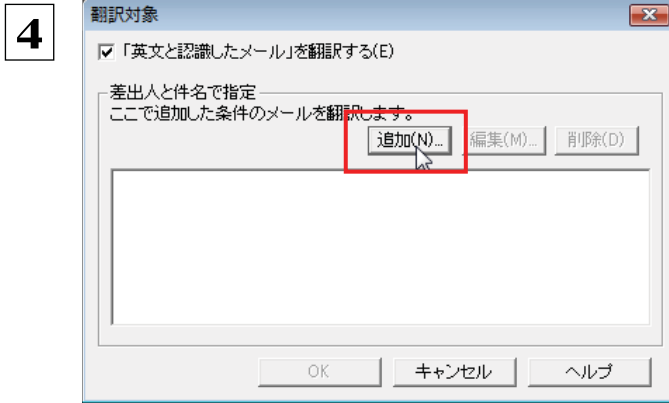 4
翻訳対象
「英文と認識したメール」を翻訳する(E)
差出人と件名で指定
ここで追加した条件のメールを翻訳します。
追加(N)... 編集(M)... 削除(D)
OK キャンセル ヘルプ